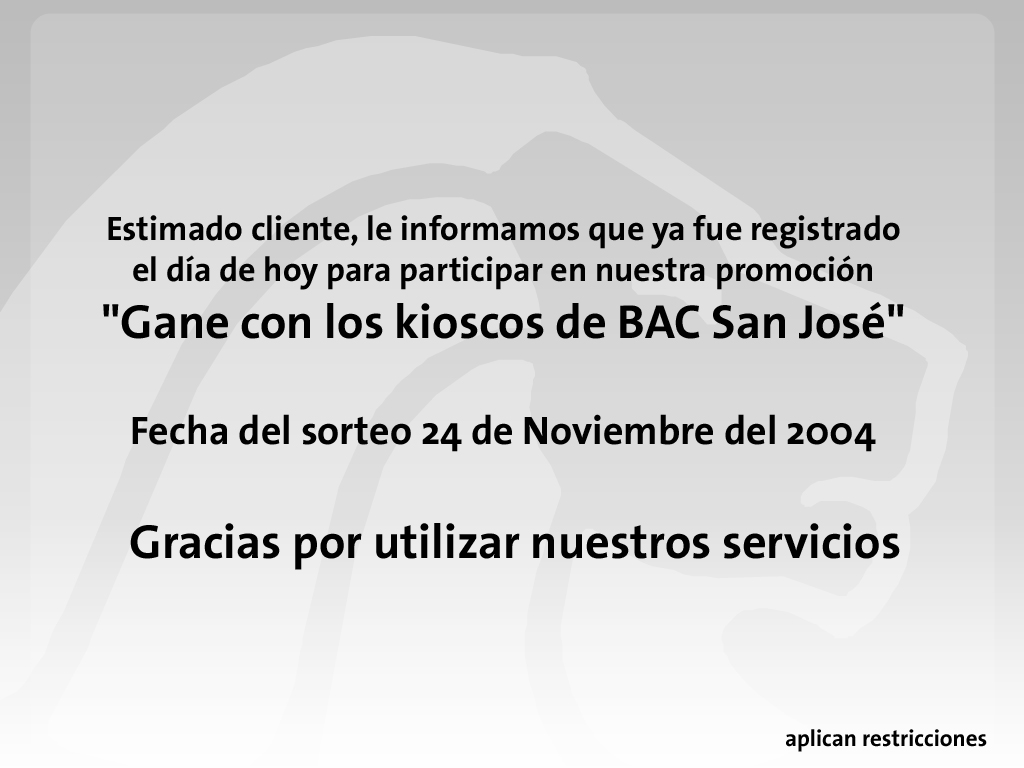 Estimado cliente, le informamos que ya fue registrado
el día de hoy para participar en nuestra promoción
"Gane con los kioscos de BAC San José"
Fecha del sorteo 24 de Noviembre del 2004
Gracias por utilizar nuestros servicios
aplican restricciones